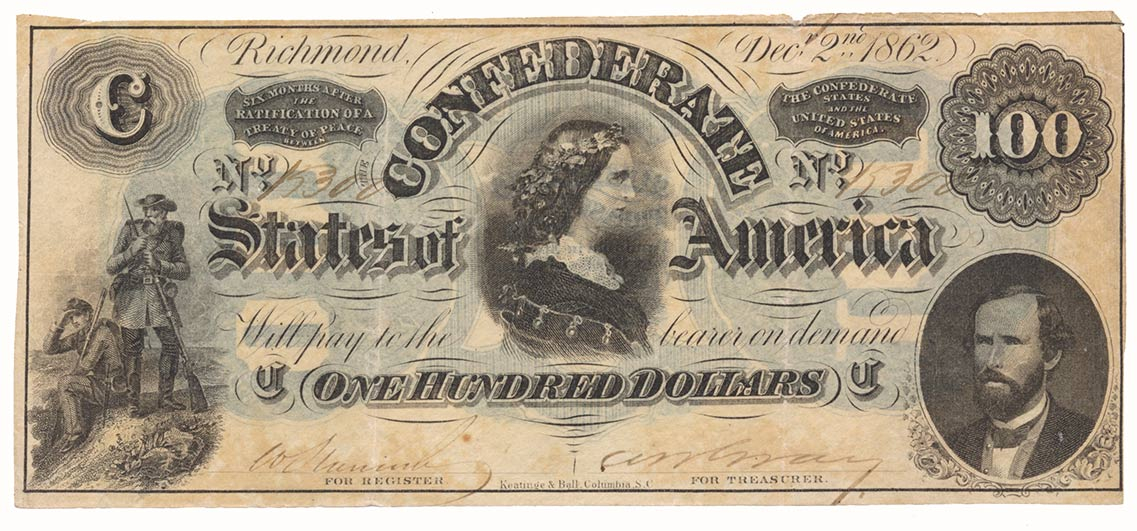 Richmond, Decr. 2nd 1862.
C
SIX MONTHS AFTER
THE
RATIFICATION OF A
TREATY OF PEACE
BETWEEN
THE CONFEDERATE
STATES
AND THE
UNITED STATES
OF AMERICA.
100
CONFEDERATE
No
No
States of America
Will pay to the bearer on demand
C ONE HUNDRED DOLLARS C
FOR REGISTER
Keatinge & Ball, Columbia, S.C
FOR TREASURER.